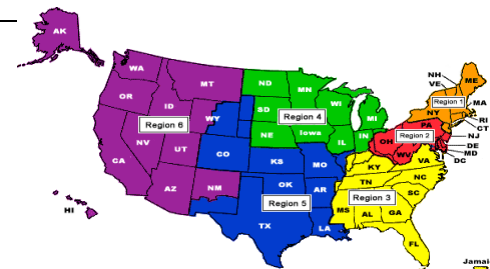 AK
WA
OR
CA
NV
ID
MT
WY
UT
AZ
NM
Region 6
HI
ND
SD
NE
MN
Iowa
WI
IL
MI
IN
Region 4
CO
KS
MO
OK
AR
TX
LA
Region 5
KY
TN
VA
NC
SC
MS
AL
GA
FL
Region 3
OH
PA
WV
Region 2
NJ
DE
MD
DC
NH
VE
ME
NY
Region 1
MA
RI
CT
Jamai